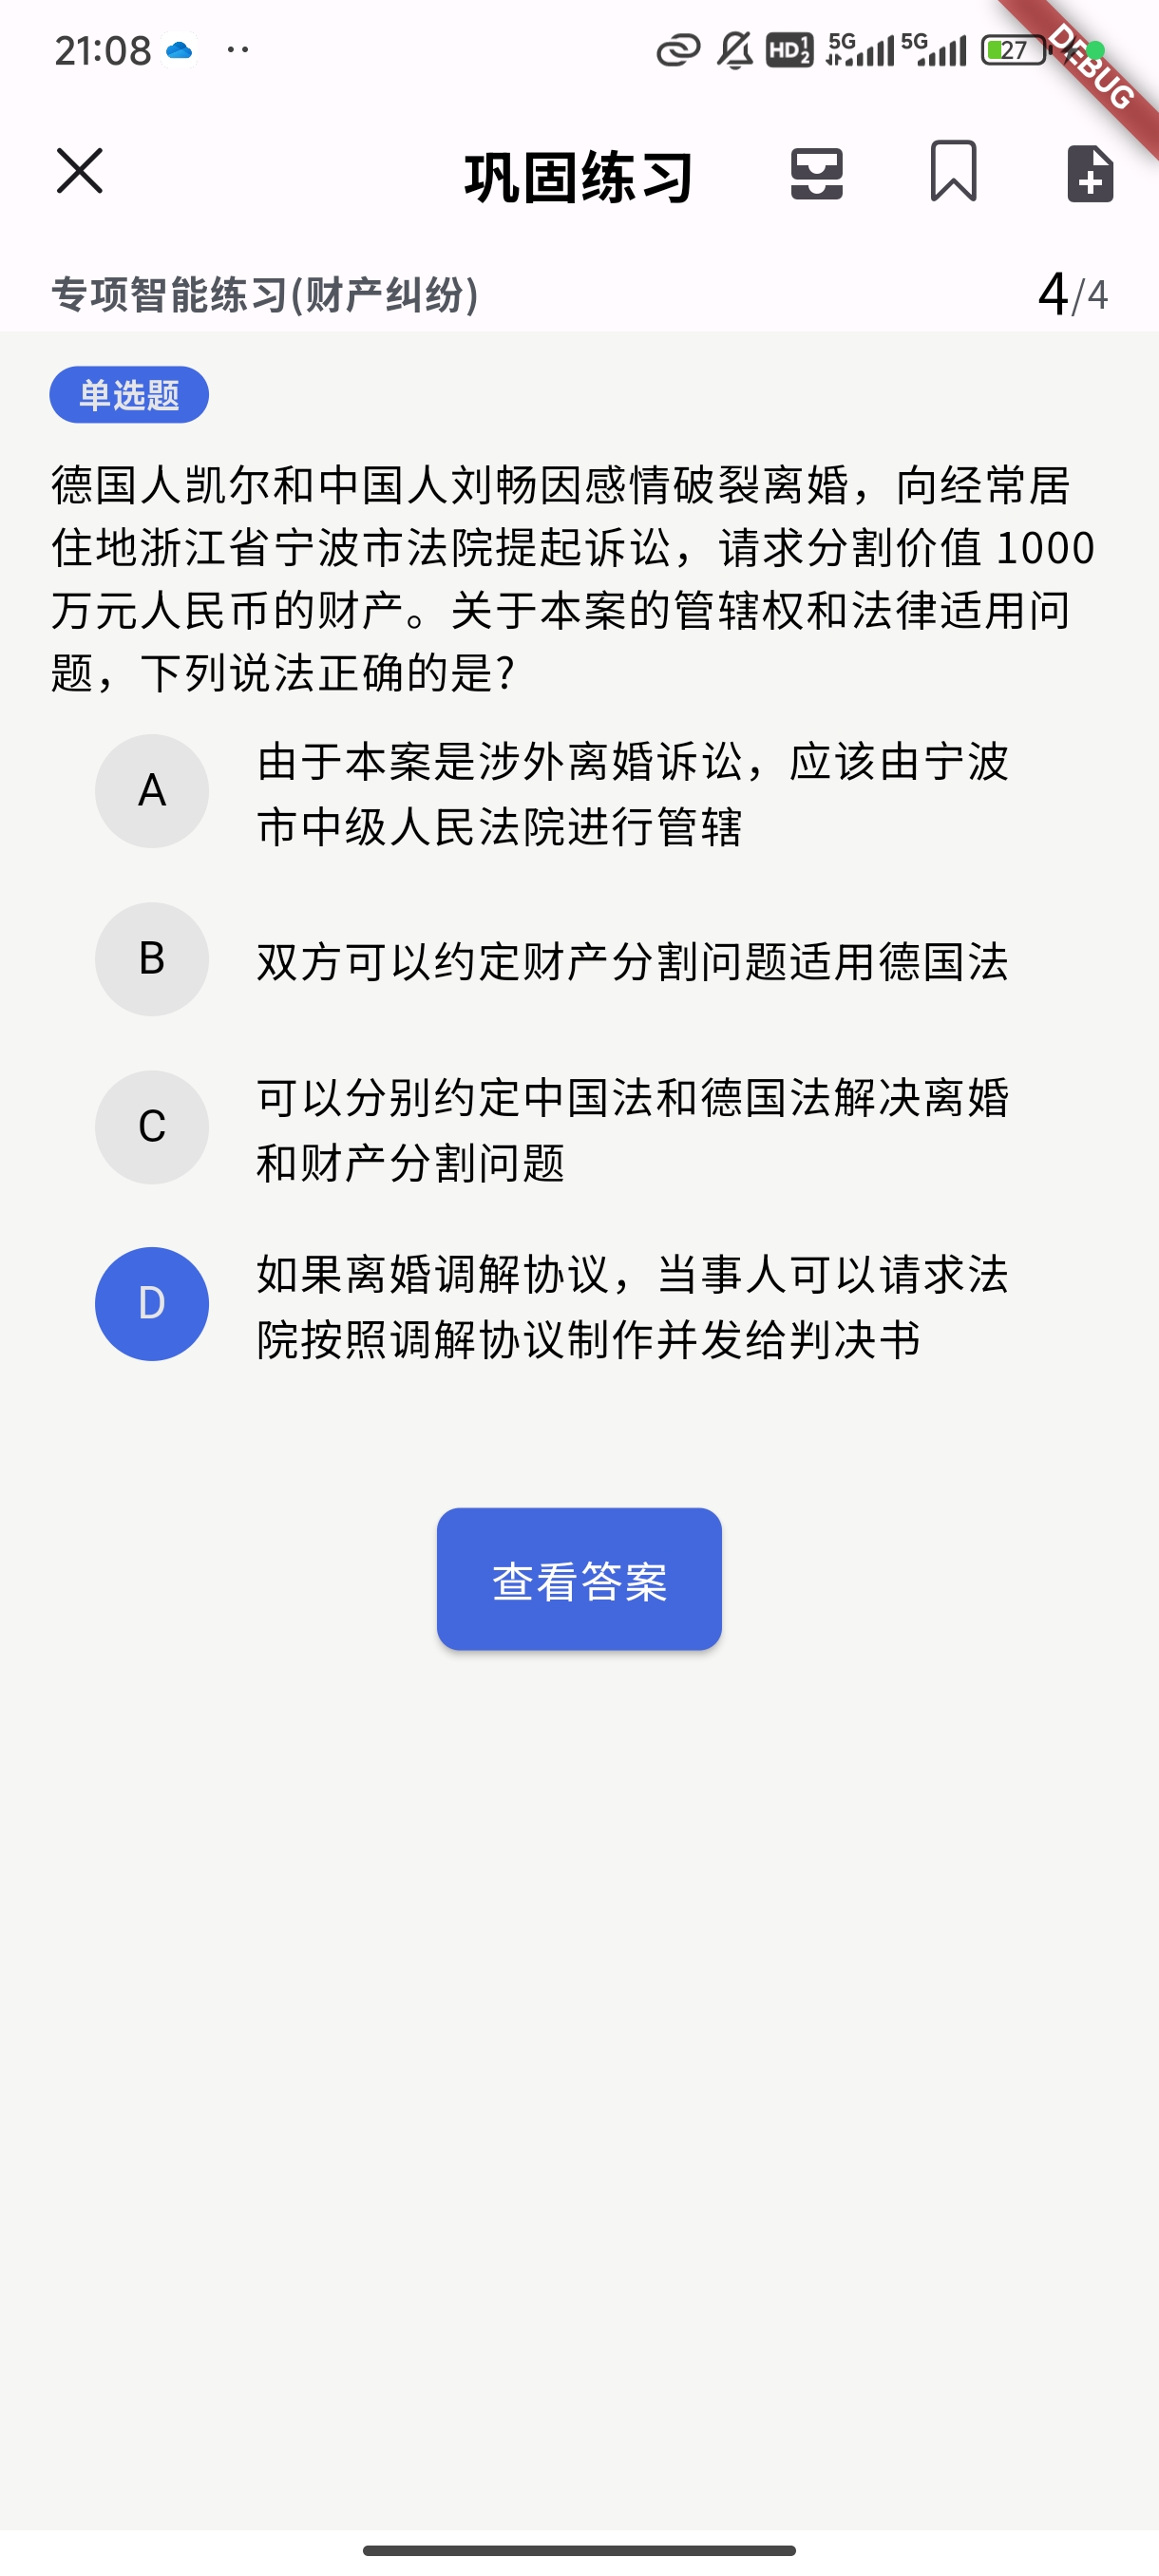 21:08
HD 1 2
5G
5G
27
DEBUG
巩固练习
专项智能练习(财产纠纷)
4/4
单选题
德国人凯尔和中国人刘畅因感情破裂离婚，向经常居
住地浙江省宁波市法院提起诉讼，请求分割价值 1000
万元人民币的财产。关于本案的管辖权和法律适用问
题，下列说法正确的是?
A
由于本案是涉外离婚诉讼，应该由宁波
市中级人民法院进行管辖
B
双方可以约定财产分割问题适用德国法
C
可以分别约定中国法和德国法解决离婚
和财产分割问题
D
如果离婚调解协议，当事人可以请求法
院按照调解协议制作并发给判决书
查看答案